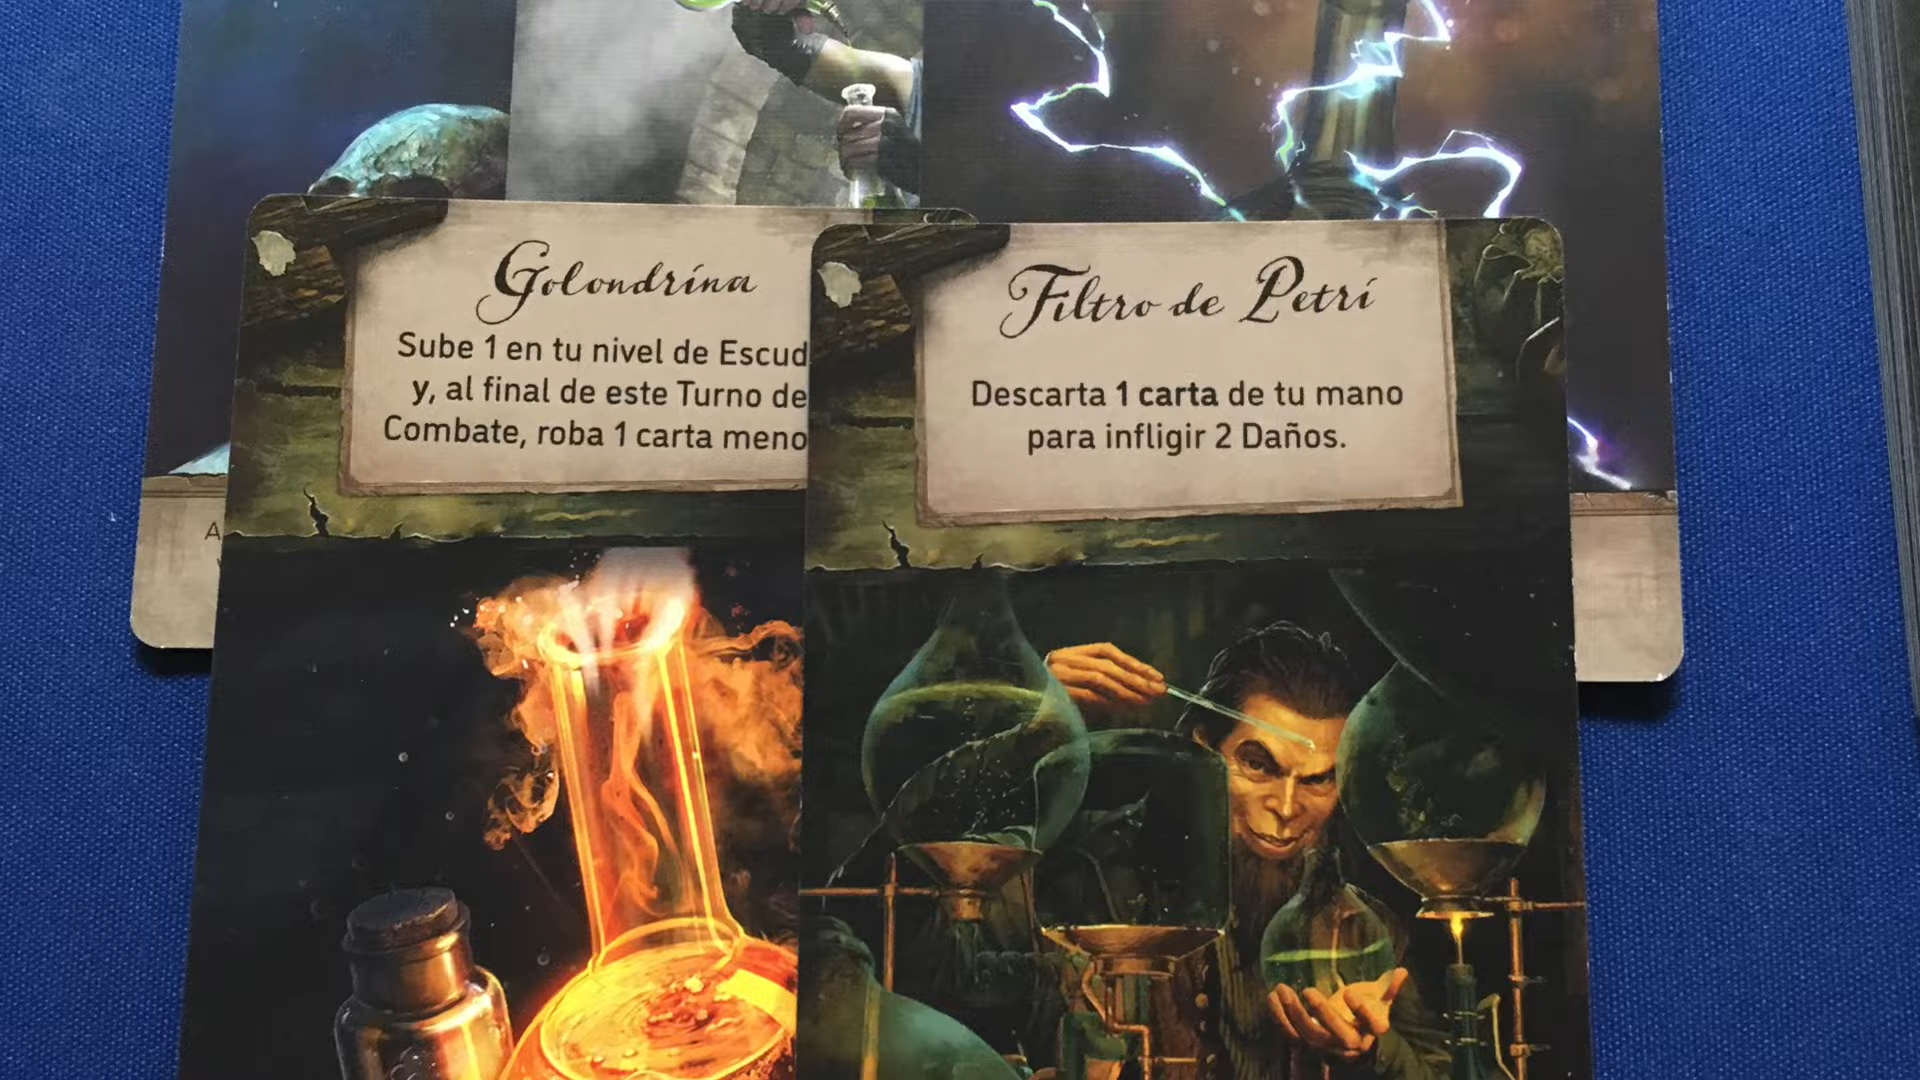 Golondrina
Sube 1 en tu nivel de Escud
y, al final de este Turno de
Combate, roba 1 carta meno
Filtro de Petri
Descarta 1 carta de tu mano
para infligir 2 Daños.
A